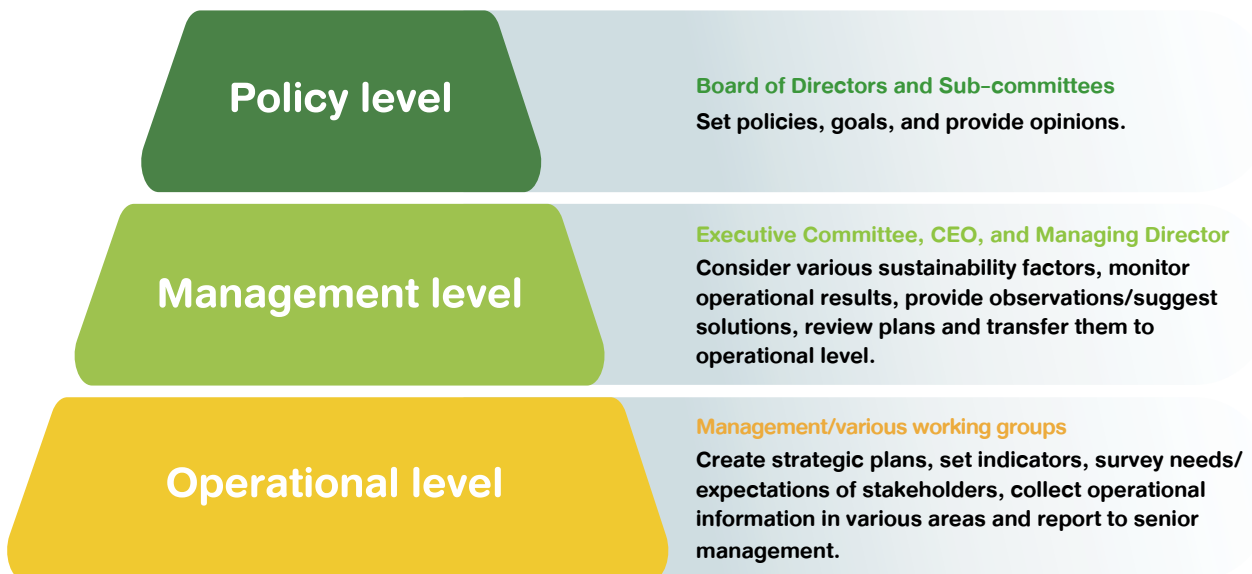 Policy level
Board of Directors and Sub-committees
Set policies, goals, and provide opinions.
Management level
Executive Committee, CEO, and Managing Director
Consider various sustainability factors, monitor
operational results, provide observations/suggest
solutions, review plans and transfer them to
operational level.
Operational level
Management/various working groups
Create strategic plans, set indicators, survey needs/
expectations of stakeholders, collect operational
information in various areas and report to senior
management.